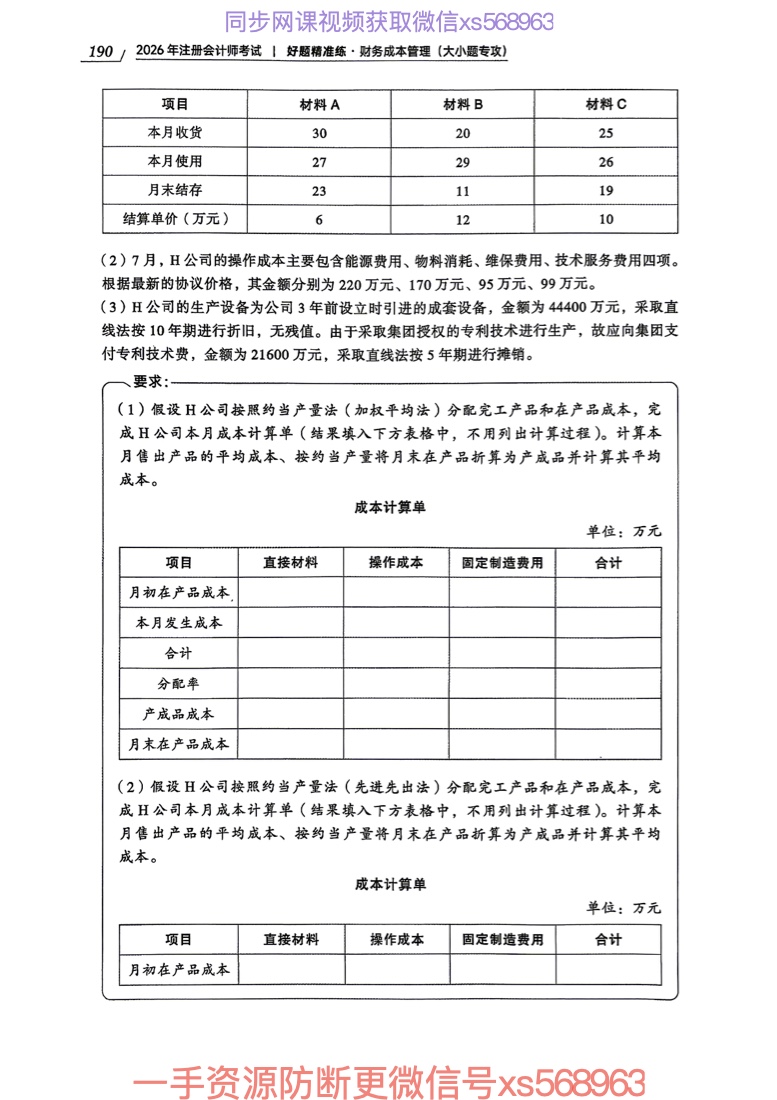 同步网课视频获取微信xs568963
190 / 2026年注册会计师考试 | 好题精准练·财务成本管理(大小题专攻)
项目 材料A 材料B 材料C
本月收货 30 20 25
本月使用 27 29 26
月末结存 23 11 19
结算单价(万元) 6 12 10
(2)7月,H公司的操作成本主要包含能源费用、物料消耗、维保费用、技术服务费用四项。
根据最新的协议价格,其金额分别为220万元、170万元、95万元、99万元。
(3)H公司的生产设备为公司3年前设立时引进的成套设备,金额为44400万元,采取直
线法按10年期进行折旧,无残值。由于采取集团授权的专利技术进行生产,故应向集团支
付专利技术费,金额为21600万元,采取直线法按5年期进行摊销。
要求:
(1)假设H公司按照约当产量法(加权平均法)分配完工产品和在产品成本,完
成H公司本月成本计算单(结果填入下方表格中,不用列出计算过程)。计算本
月售出产品的平均成本、按约当产量将月末在产品折算为产成品并计算其平均
成本。
成本计算单
单位:万元
项目 直接材料 操作成本 固定制造费用 合计
月初在产品成本
本月发生成本
合计
分配率
产成品成本
月末在产品成本
(2)假设H公司按照约当产量法(先进先出法)分配完工产品和在产品成本,完
成H公司本月成本计算单(结果填入下方表格中,不用列出计算过程)。计算本
月售出产品的平均成本、按约当产量将月末在产品折算为产成品并计算其平均
成本。
成本计算单
单位:万元
项目 直接材料 操作成本 固定制造费用 合计
月初在产品成本
一手资源防断更微信号xs568963